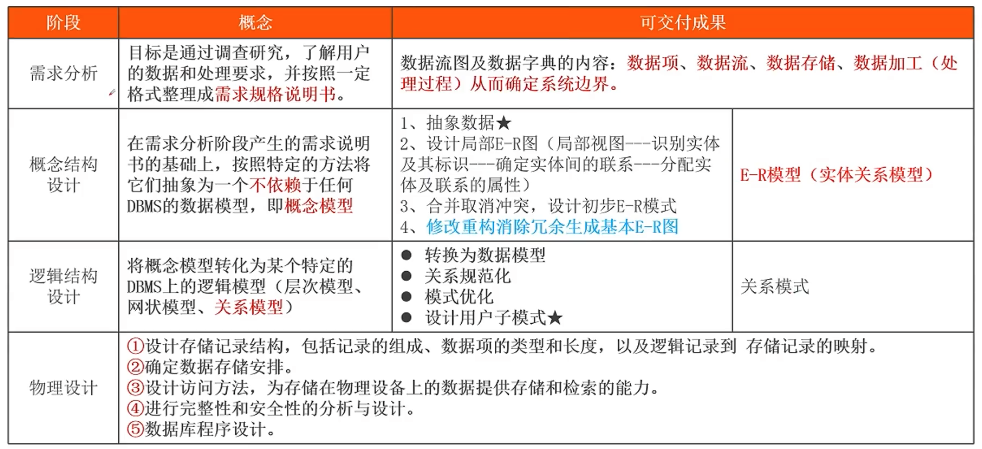 阶段
概念
可交付成果
需求分析
目标是通过调查研究，了解用户
的数据和处理要求，并按照一定
格式整理成需求规格说明书。
数据流图及数据字典的内容：数据项、数据流、数据存储、数据加工（处
理过程）从而确定系统边界。
概念结构
设计
在需求分析阶段产生的需求说明
书的基础上，按照特定的方法将
它们抽象为一个不依赖于任何
DBMS的数据模型，即概念模型
1、抽象数据★
2、设计局部E-R图（局部视图---识别实体
及其标识---确定实体间的联系---分配实
体及联系的属性）
3、合并取消冲突，设计初步E-R模式
4、修改重构消除冗余生成基本E-R图
E-R模型（实体关系模型）
逻辑结构
设计
将概念模型转化为某个特定的
DBMS上的逻辑模型（层次模型、
网状模型、关系模型）
● 转换为数据模型
● 关系规范化
● 模式优化
● 设计用户子模式★
关系模式
物理设计
①设计存储记录结构，包括记录的组成、数据项的类型和长度，以及逻辑记录到 存储记录的映射。
②确定数据存储安排。
③设计访问方法，为存储在物理设备上的数据提供存储和检索的能力。
④进行完整性和安全性的分析与设计。
⑤数据库程序设计。